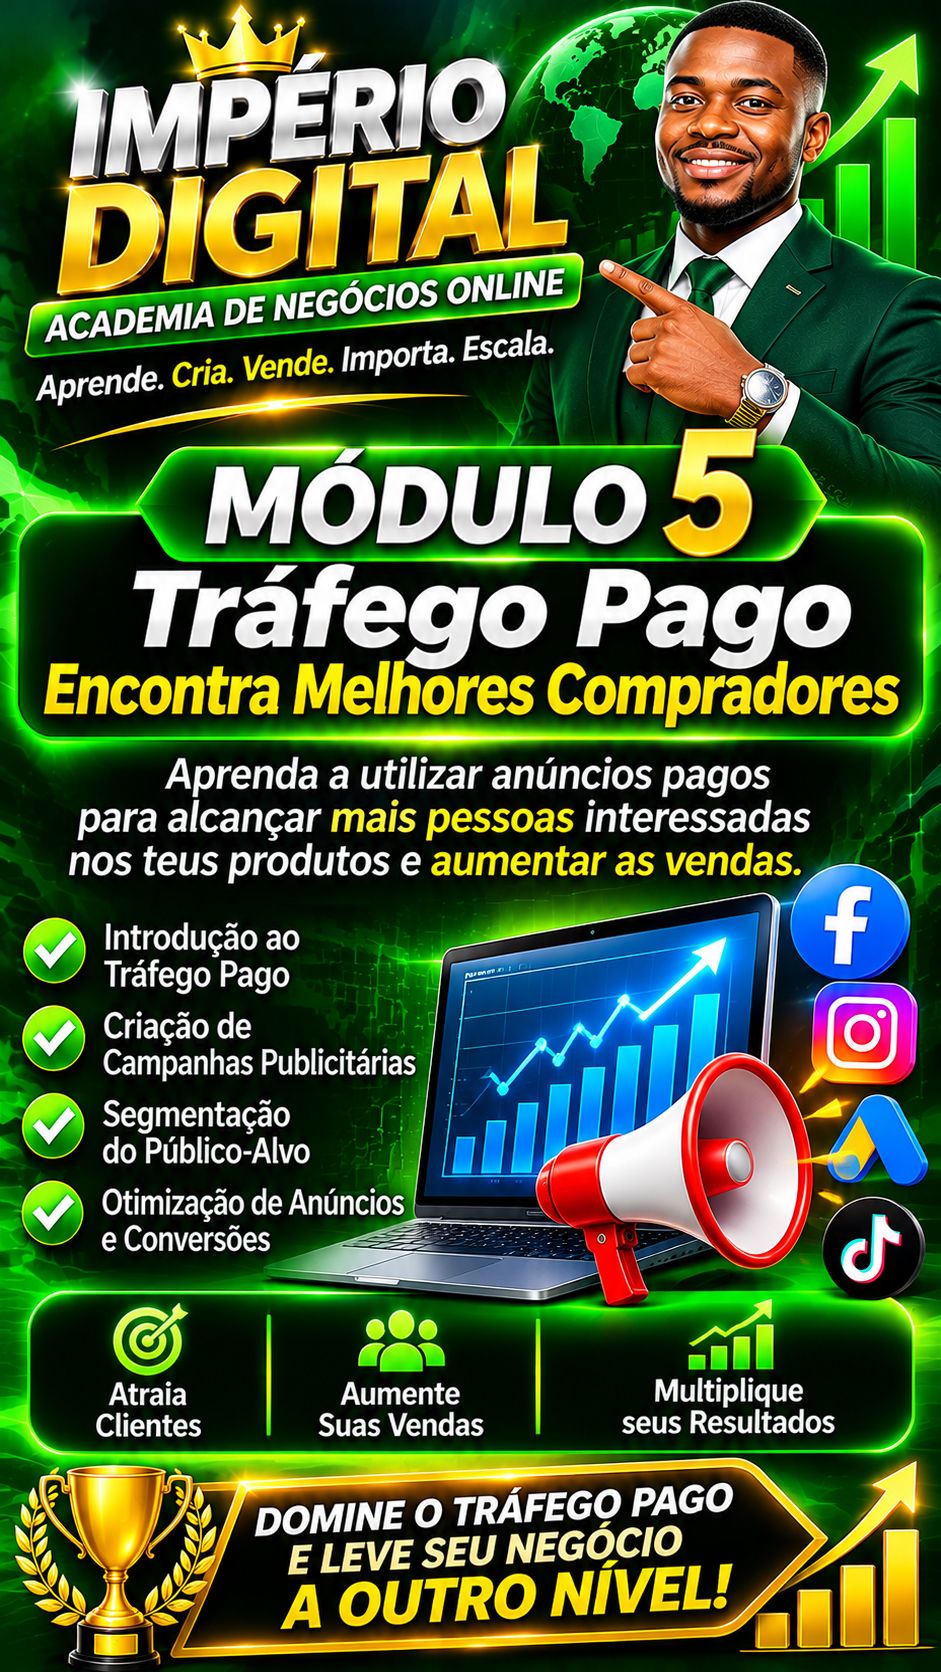 IMPÉRIO
DIGITAL
ACADEMIA DE NEGÓCIOS ONLINE
Aprende. Cria. Vende. Importa. Escala.
MÓDULO 5
Tráfego Pago
Encontra Melhores Compradores
Aprenda a utilizar anúncios pagos
para alcançar mais pessoas interessadas
nos teus produtos e aumentar as vendas.
Introdução ao
Tráfego Pago
Criação de
Campanhas Publicitárias
Segmentação
do Público-Alvo
Otimização de Anúncios
e Conversões
Atraia
Clientes
Aumente
Suas Vendas
Multiplique
seus Resultados
DOMINE O TRÁFEGO PAGO
E LEVE SEU NEGÓCIO
A OUTRO NÍVEL!